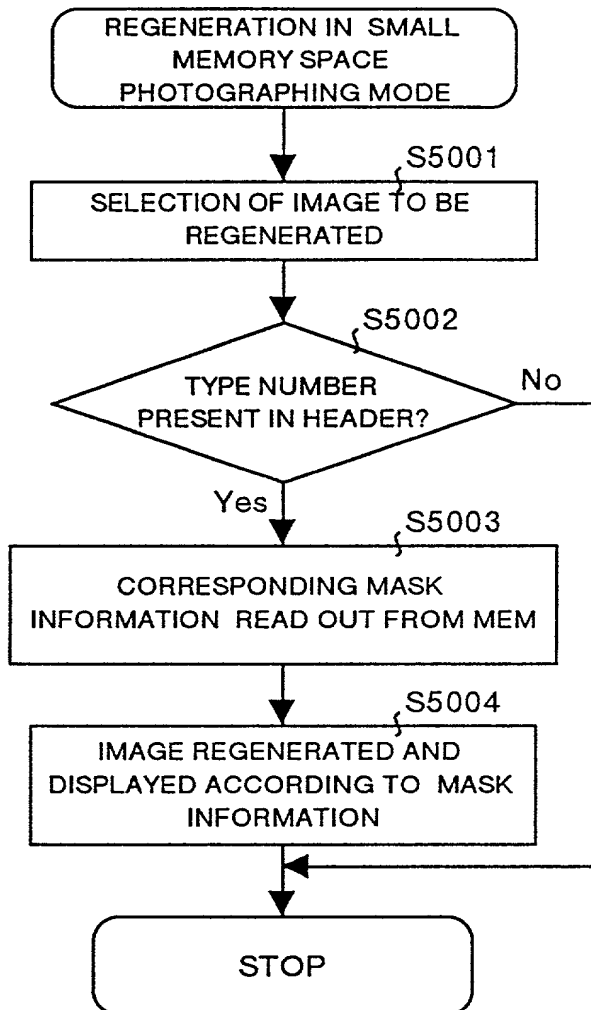 REGENERATION IN SMALL
MEMORY SPACE
PHOTOGRAPHING MODE
S5001
SELECTION OF IMAGE TO BE
REGENERATED
S5002
TYPE NUMBER
PRESENT IN HEADER?
No
Yes
S5003
CORRESPONDING MASK
INFORMATION READ OUT FROM MEM
S5004
IMAGE REGENERATED AND
DISPLAYED ACCORDING TO MASK
INFORMATION
STOP